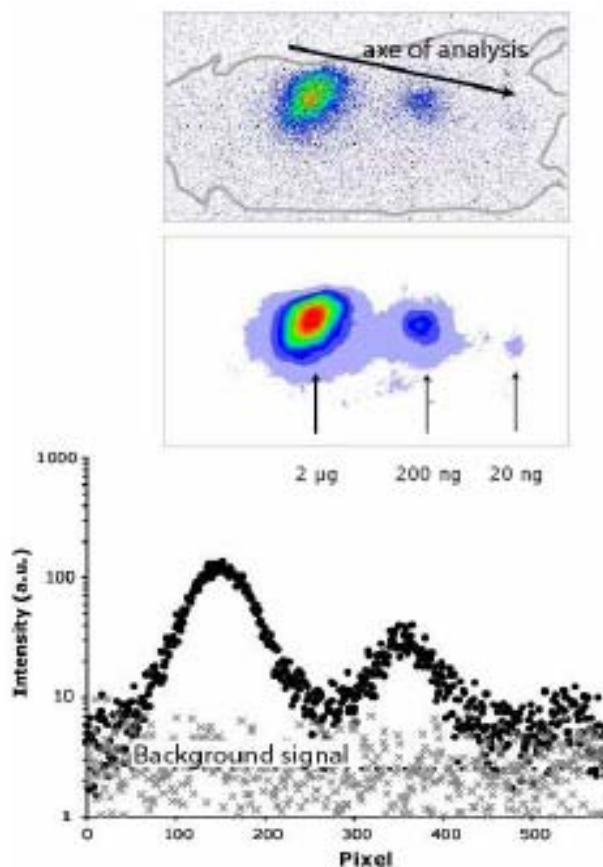 axe of analysis
2 µg 200 ng 20 ng
1000
100
10
1
Intensity (a.u.)
Background signal
0 100 200 300 400 500
Pixel